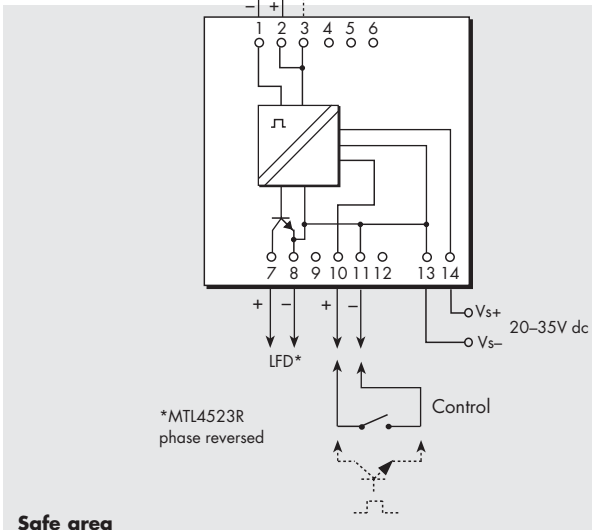 – +
1 2 3 4 5 6
7 8 9 10 11 12 13 14
+ – + –
Vs+
20–35V dc
Vs–
LFD*
Control
*MTL4523R
phase reversed
Safe area